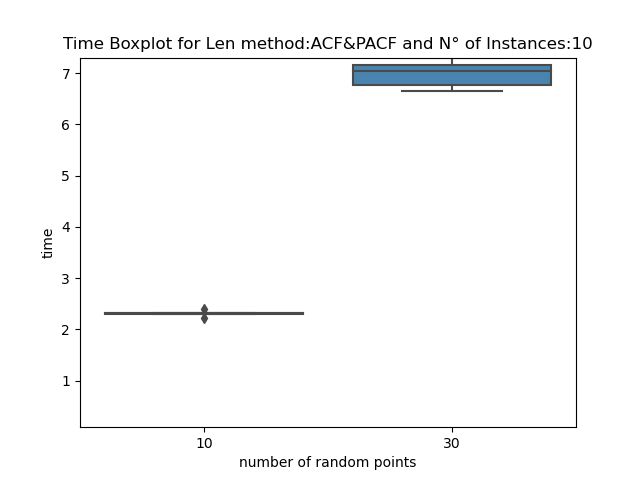 Time Boxplot for Len method:ACF&PACF and N° of Instances:10
7
6
5
4
3
2
1
time
10 30
number of random points